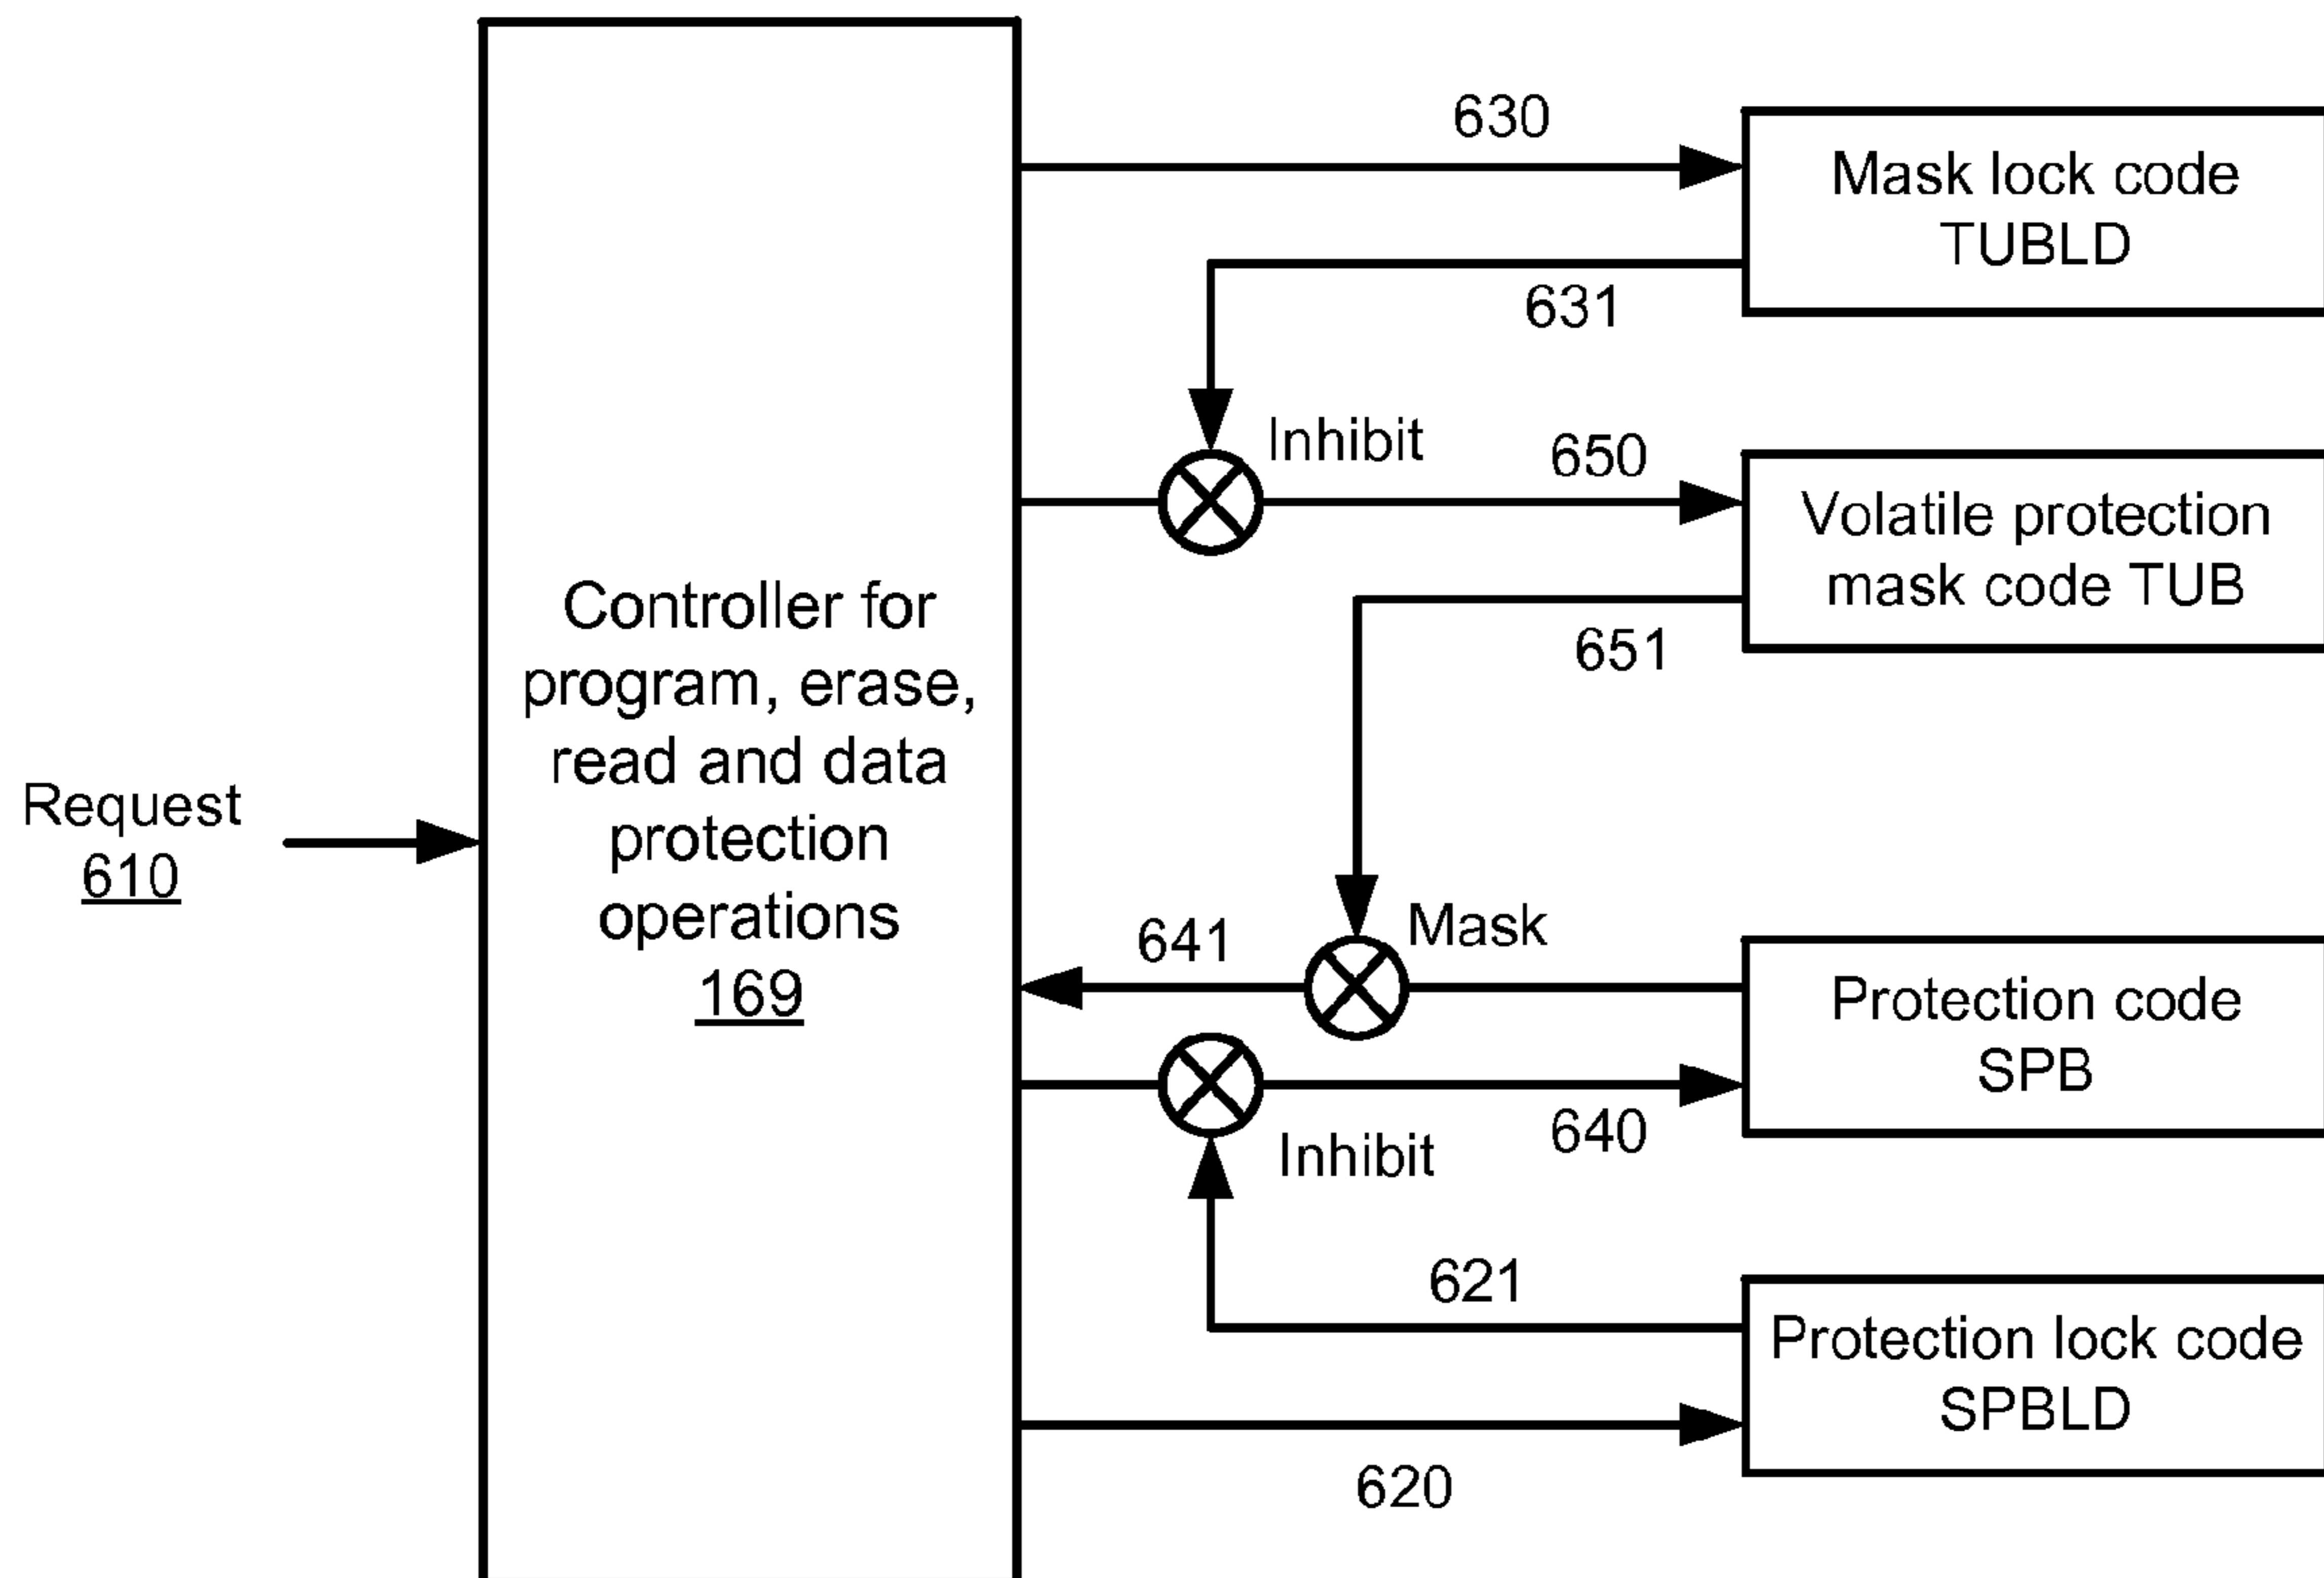 630
Mask lock code
TUBLD
631
Inhibit
650
Volatile protection
mask code TUB
651
Controller for
program, erase,
read and data
protection
operations
169
Request
610
641
Mask
Protection code
SPB
Inhibit
640
621
Protection lock code
SPBLD
620